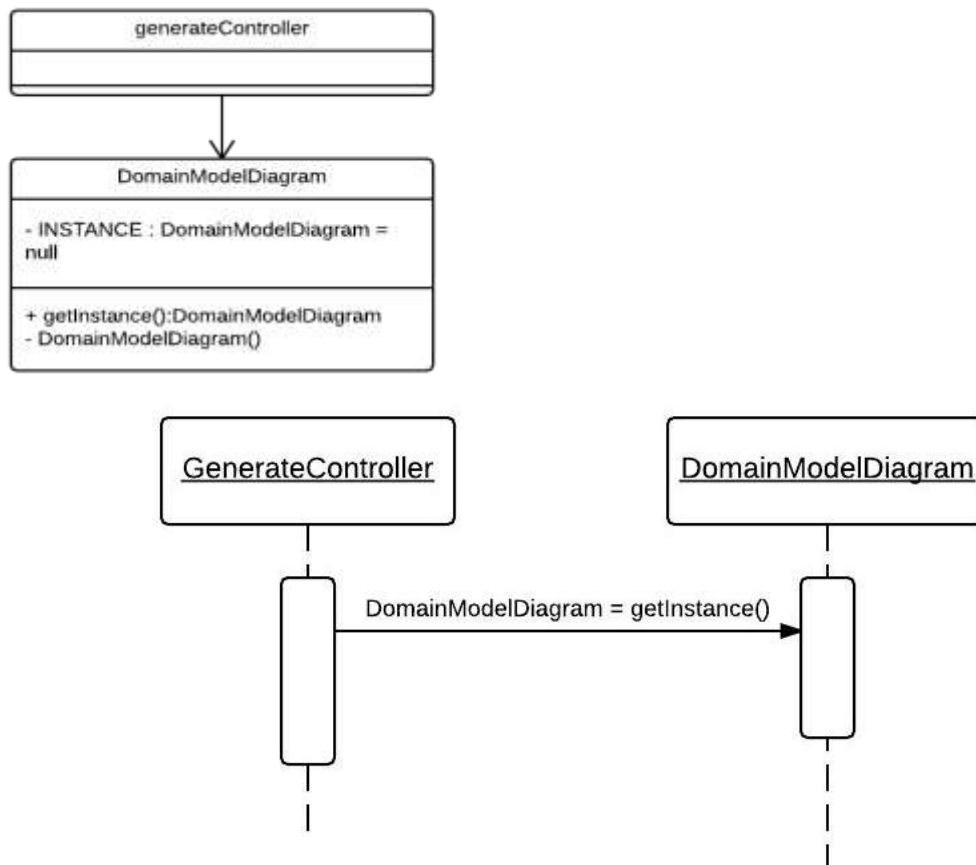 generateController
DomainModelDiagram
- INSTANCE : DomainModelDiagram =
null
+ getInstance():DomainModelDiagram
- DomainModelDiagram()
GenerateController
DomainModelDiagram
DomainModelDiagram = getInstance()